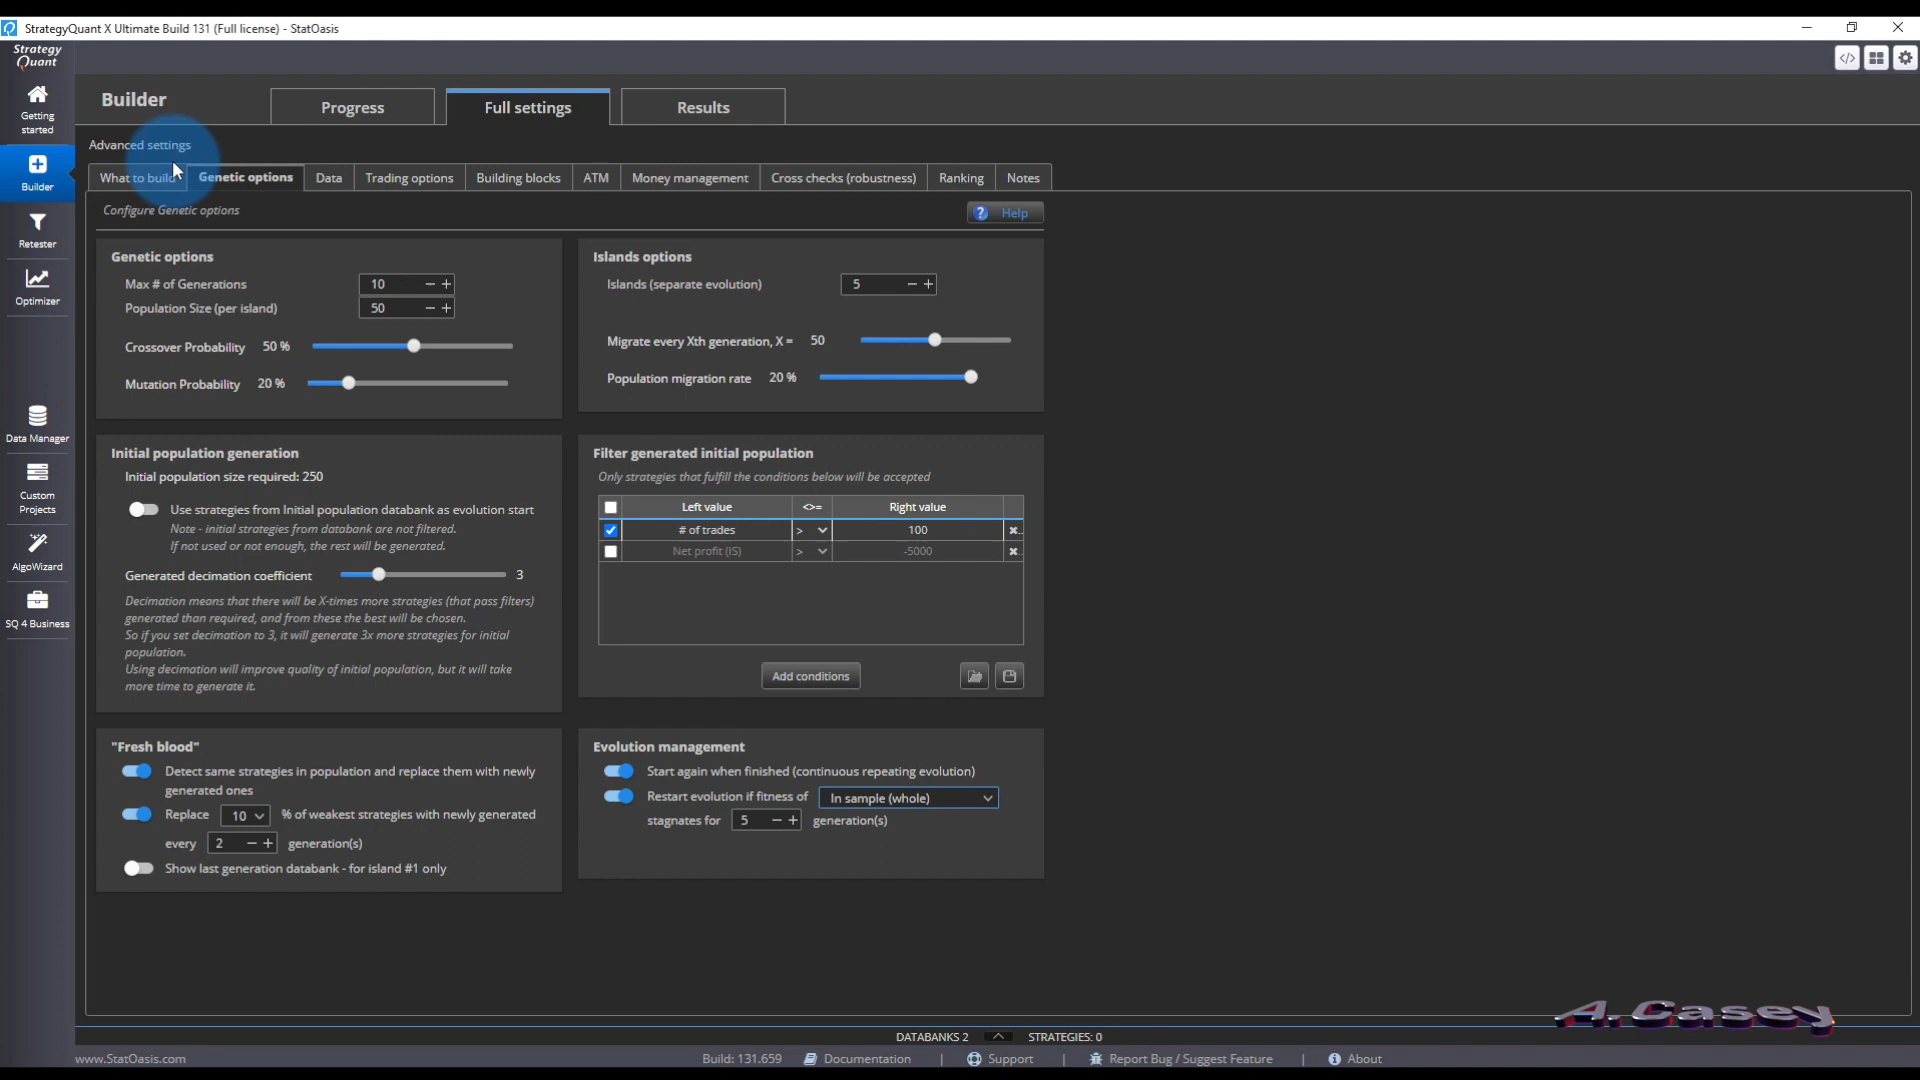 StrategyQuant X Ultimate Build 131 (Full license) - StatOasis
Strategy
Quant
Getting
started
Builder
Retester
Optimizer
Data Manager
Custom
Projects
AlgoWizard
SQ 4 Business
Builder
Progress
Full settings
Results
Advanced settings
What to build
Genetic options
Data
Trading options
Building blocks
ATM
Money management
Cross checks (robustness)
Ranking
Notes
Configure Genetic options
? Help
Genetic options
Max # of Generations 10 - +
Population Size (per island) 50 - +
Crossover Probability 50 %
Mutation Probability 20 %
Islands options
Islands (separate evolution) 5 - +
Migrate every Xth generation, X = 50
Population migration rate 20 %
Initial population generation
Initial population size required: 250
Use strategies from Initial population databank as evolution start
Note - initial strategies from databank are not filtered.
If not used or not enough, the rest will be generated.
Generated decimation coefficient 3
Decimation means that there will be X-times more strategies (that pass filters)
generated than required, and from these the best will be chosen.
So if you set decimation to 3, it will generate 3x more strategies for initial
population.
Using decimation will improve quality of initial population, but it will take
more time to generate it.
Filter generated initial population
Only strategies that fulfill the conditions below will be accepted
Left value <>= Right value
# of trades > 100
Net profit (IS) > -5000
Add conditions
"Fresh blood"
Detect same strategies in population and replace them with newly
generated ones
Replace 10 % of weakest strategies with newly generated
every 2 - + generation(s)
Show last generation databank - for island #1 only
Evolution management
Start again when finished (continuous repeating evolution)
Restart evolution if fitness of In sample (whole)
stagnates for 5 - + generation(s)
A.Casey
DATABANKS 2 STRATEGIES: 0
www.StatOasis.com
Build: 131.659
Documentation | Support | Report Bug / Suggest Feature | About